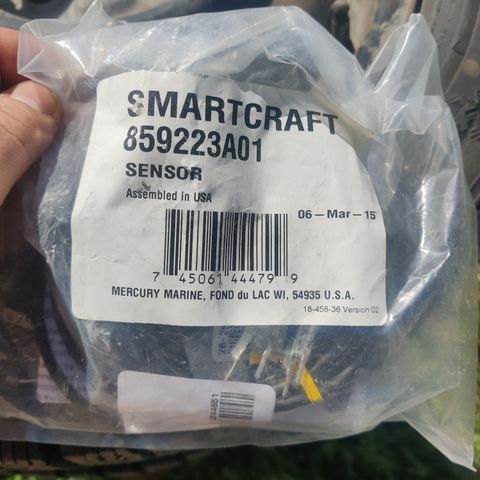 SMARTCRAFT
859223A01
SENSOR
Assembled in USA
06-Mar-15
7 45061 44479 9
MERCURY MARINE, FOND du LAC WI, 54935 U.S.A.
18-458-36 Version 02